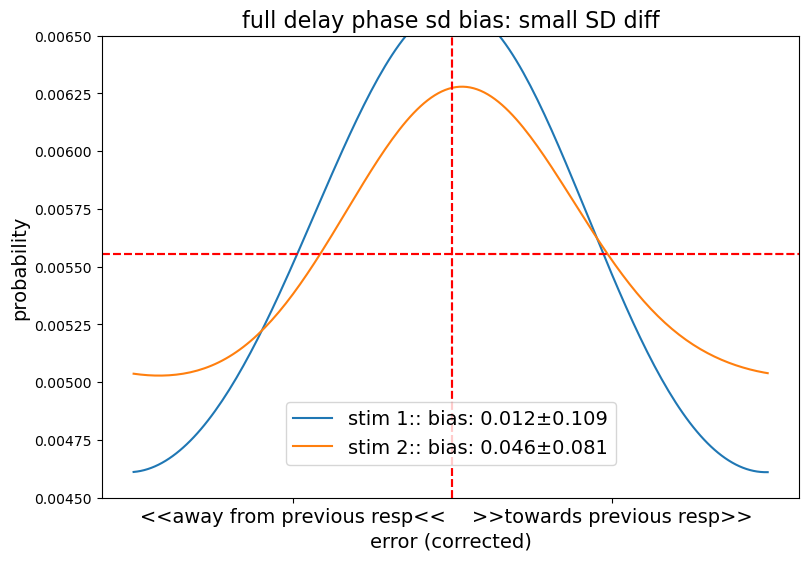 full delay phase sd bias: small SD diff
0.00650
0.00625
0.00600
0.00575
0.00550
0.00525
0.00500
0.00475
0.00450
probability
stim 1:: bias: 0.012±0.109
stim 2:: bias: 0.046±0.081
<<away from previous resp<< >>towards previous resp>>
error (corrected)